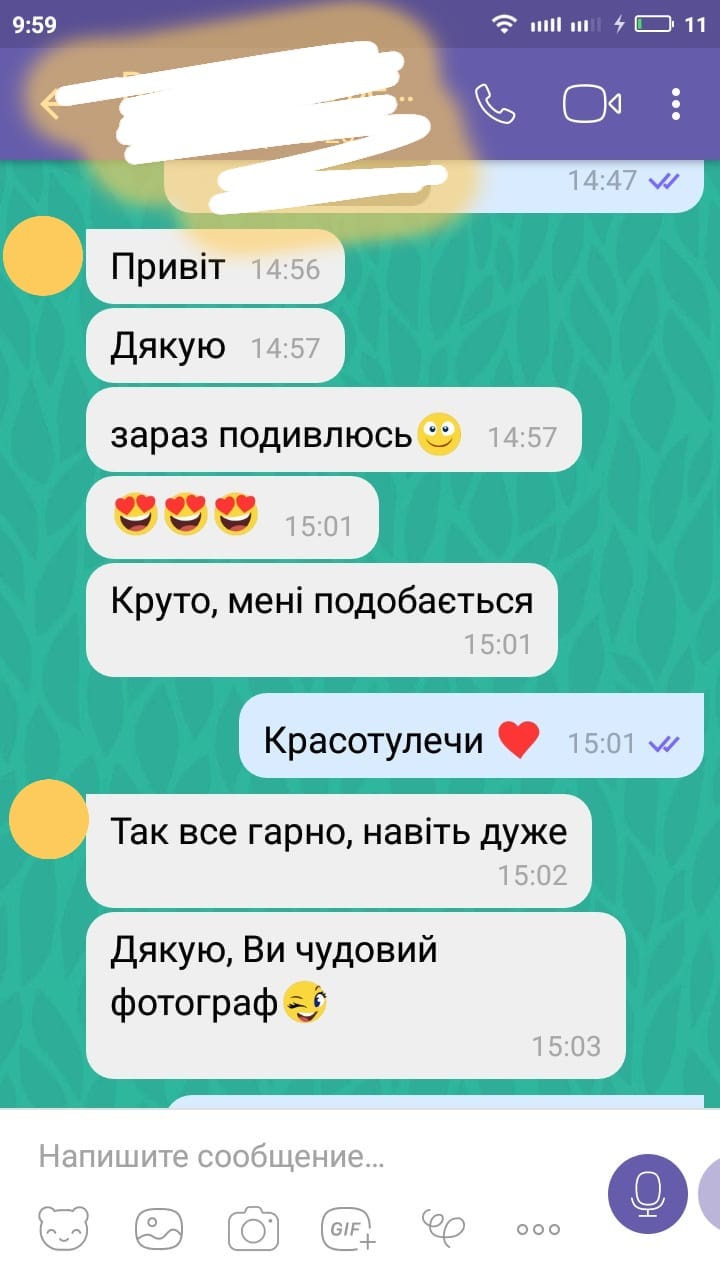 9:59
11
14:47
Привіт 14:56
Дякую 14:57
зараз подивлюсь 14:57
15:01
Круто, мені подобається
15:01
Красотулечи 15:01
Так все гарно, навіть дуже
15:02
Дякую, Ви чудовий
фотограф
15:03
Напишите сообщение...
GIF